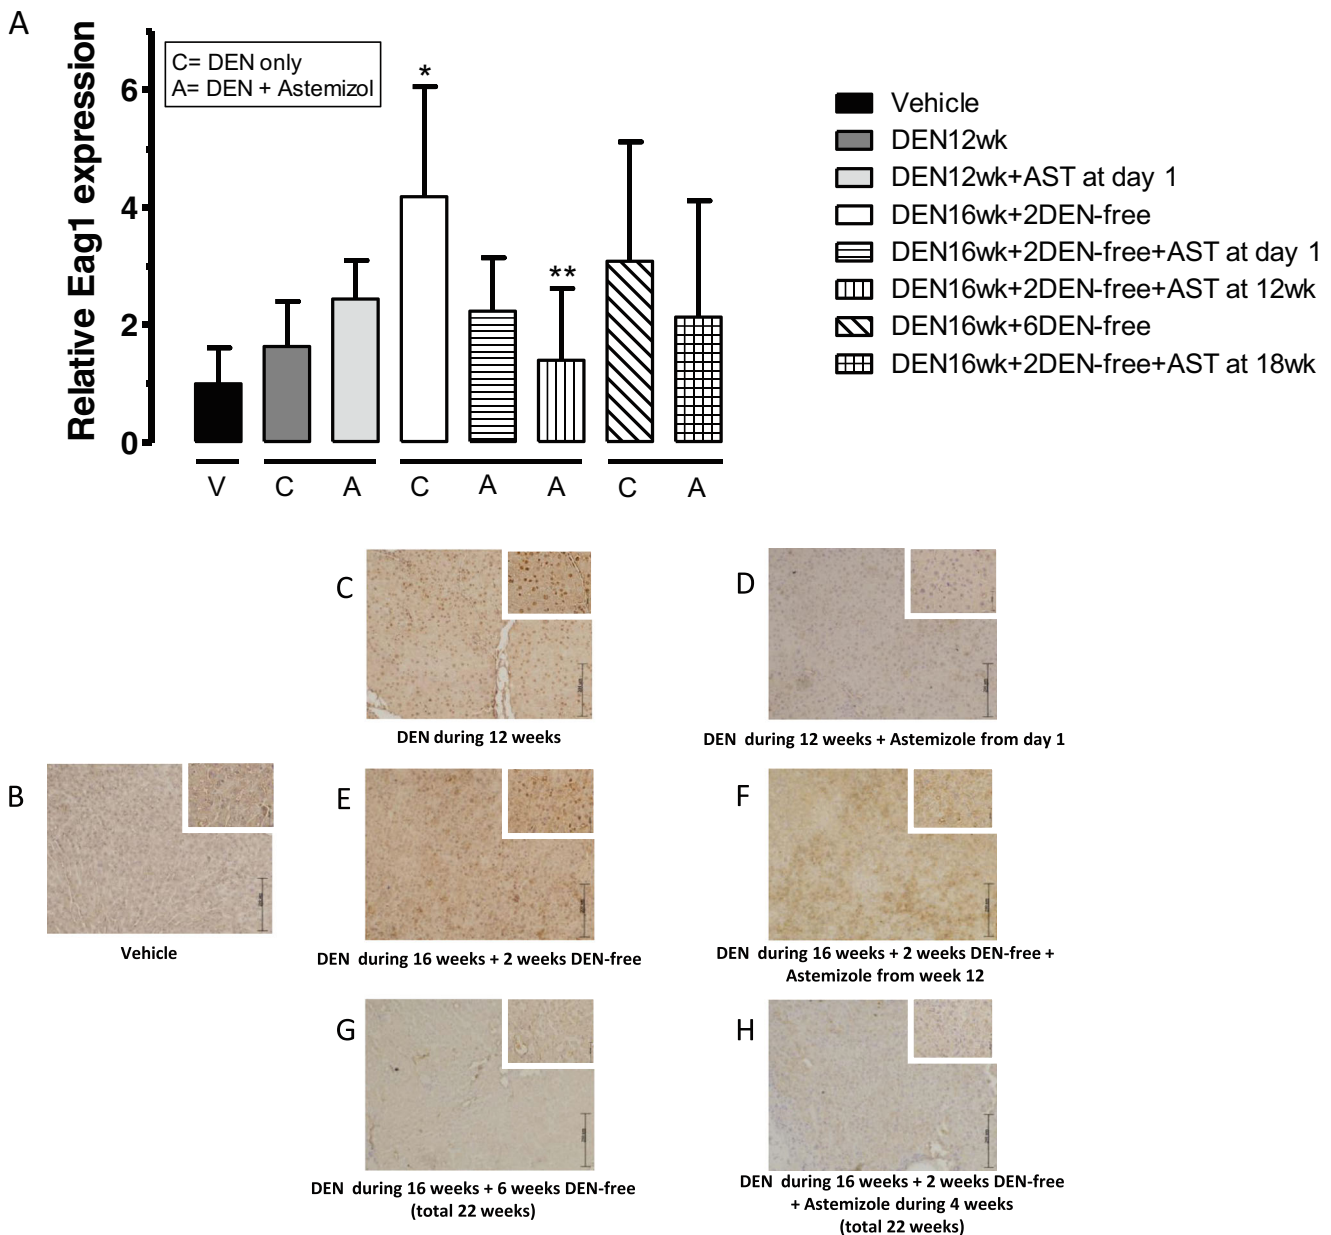 A
Relative Eag1 expression
6
4
2
0
C= DEN only
A= DEN + Astemizol
*
**
V C A C A A C A
Vehicle
DEN12wk
DEN12wk+AST at day 1
DEN16wk+2DEN-free
DEN16wk+2DEN-free+AST at day 1
DEN16wk+2DEN-free+AST at 12wk
DEN16wk+6DEN-free
DEN16wk+2DEN-free+AST at 18wk
C
DEN during 12 weeks
D
DEN during 12 weeks + Astemizole from day 1
B
Vehicle
E
DEN during 16 weeks + 2 weeks DEN-free
F
DEN during 16 weeks + 2 weeks DEN-free +
Astemizole from week 12
G
DEN during 16 weeks + 6 weeks DEN-free
(total 22 weeks)
H
DEN during 16 weeks + 2 weeks DEN-free
+ Astemizole during 4 weeks
(total 22 weeks)